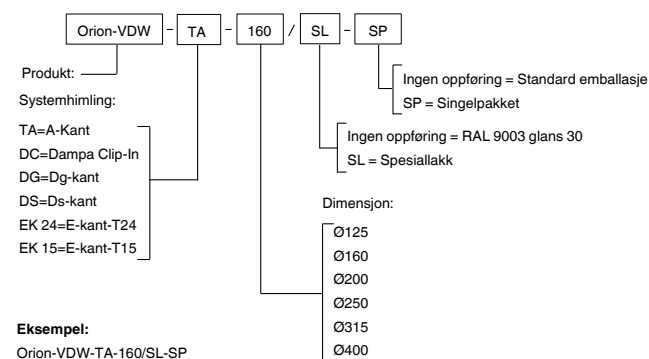 Orion-VDW - TA - 160 / SL - SP
Produkt:
Systemhimling:
TA=A-Kant
DC=Dampa Clip-In
DG=Dg-kant
DS=Ds-kant
EK 24=E-kant-T24
EK 15=E-kant-T15
Ingen oppføring = Standard emballasje
SP = Singelpakket
Ingen oppføring = RAL 9003 glans 30
SL = Spesiallakk
Dimensjon:
Ø125
Ø160
Ø200
Ø250
Ø315
Ø400
Eksempel:
Orion-VDW-TA-160/SL-SP